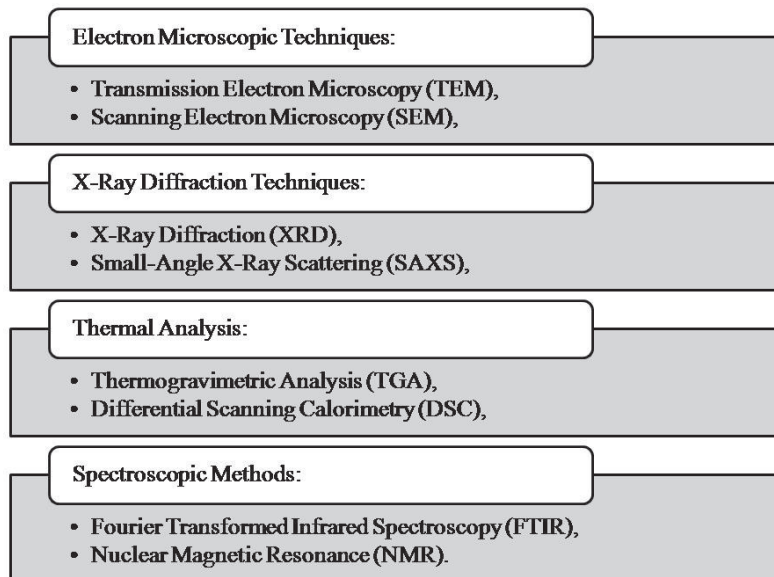 Electron Microscopic Techniques:
• Transmission Electron Microscopy (TEM),
• Scanning Electron Microscopy (SEM),
X-Ray Diffraction Techniques:
• X-Ray Diffraction (XRD),
• Small-Angle X-Ray Scattering (SAXS),
Thermal Analysis:
• Thermogravimetric Analysis (TGA),
• Differential Scanning Calorimetry (DSC),
Spectroscopic Methods:
• Fourier Transformed Infrared Spectroscopy (FTIR),
• Nuclear Magnetic Resonance (NMR).